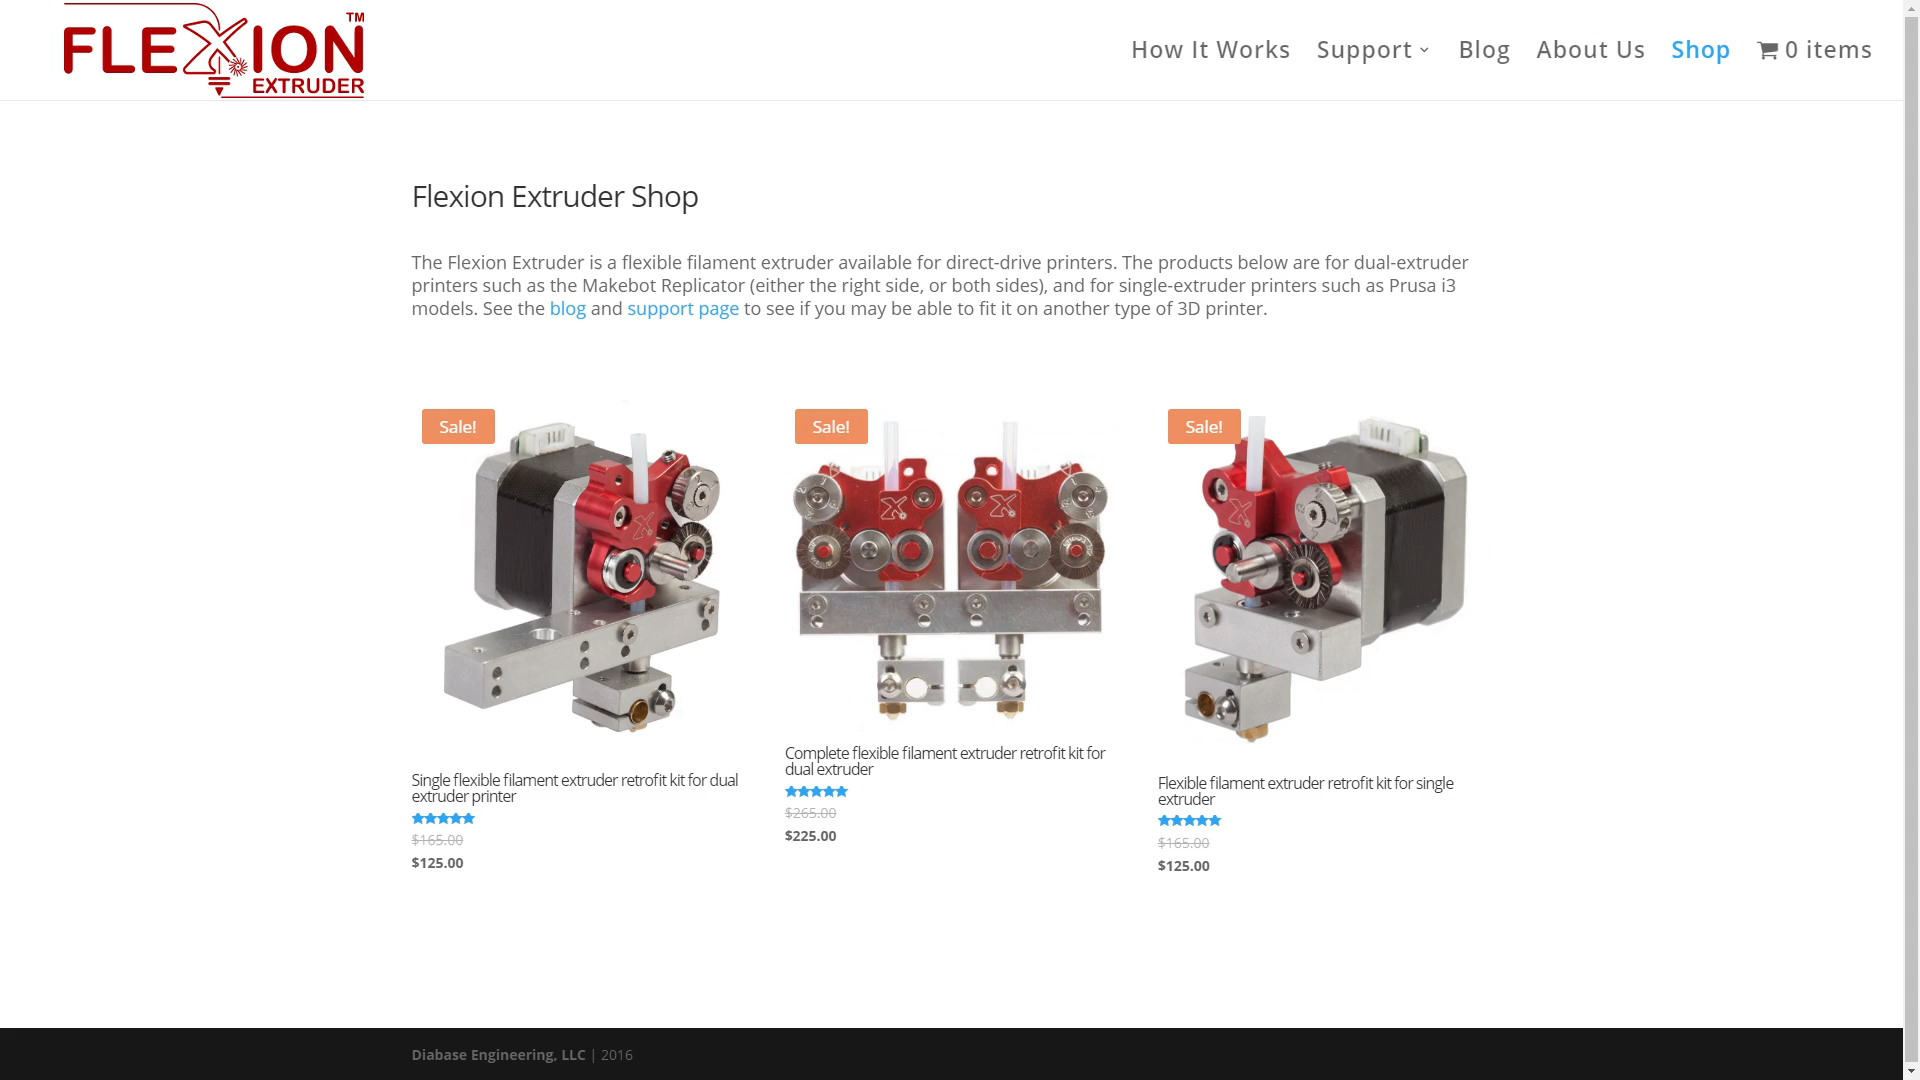 FLEXION
TM
EXTRUDER
How It Works
Support
Blog
About Us
Shop
0 items
Flexion Extruder Shop
The Flexion Extruder is a flexible filament extruder available for direct-drive printers. The products below are for dual-extruder
printers such as the Makebot Replicator (either the right side, or both sides), and for single-extruder printers such as Prusa i3
models. See the blog and support page to see if you may be able to fit it on another type of 3D printer.
Sale!
Single flexible filament extruder retrofit kit for dual
extruder printer
$165.00
$125.00
Sale!
Complete flexible filament extruder retrofit kit for
dual extruder
$265.00
$225.00
Sale!
Flexible filament extruder retrofit kit for single
extruder
$165.00
$125.00
Diabase Engineering, LLC | 2016